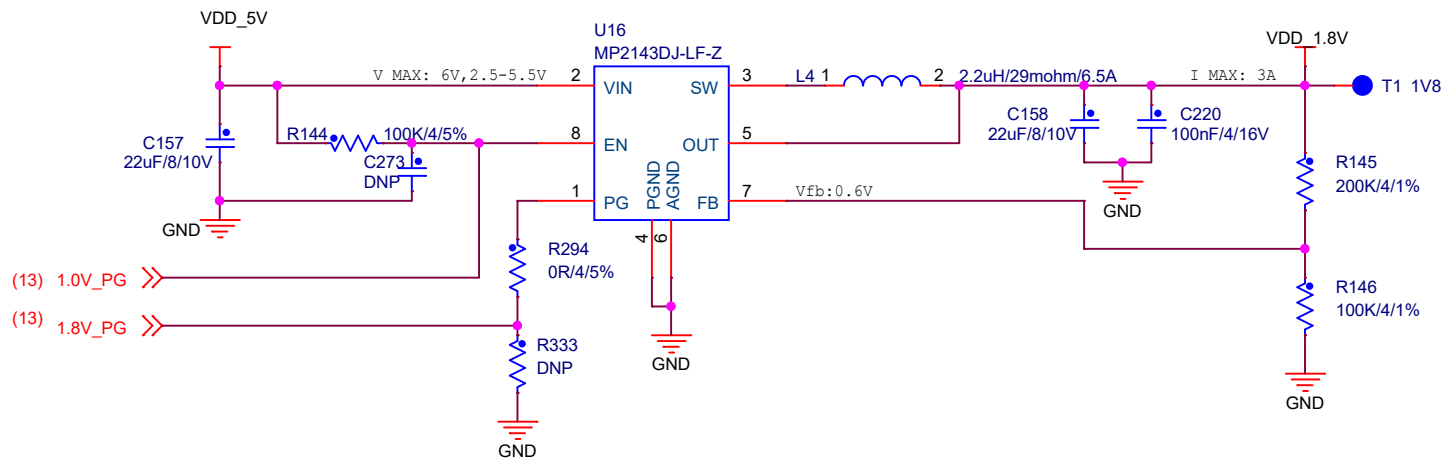 VDD_5V
U16
MP2143DJ-LF-Z
VDD_1.8V
V MAX: 6V,2.5-5.5V
2
VIN
SW
3
L4
1
2
2.2uH/29mohm/6.5A
I MAX: 3A
T1 1V8
C157
22uF/8/10V
R144
100K/4/5%
8
EN
OUT
5
C158
22uF/8/10V
C220
100nF/4/16V
C273
DNP
R145
200K/4/1%
1
PG
PGND
AGND
FB
7
Vfb:0.6V
GND
GND
4
6
R294
0R/4/5%
(13) 1.0V_PG
R146
100K/4/1%
(13) 1.8V_PG
R333
DNP
GND
GND
GND